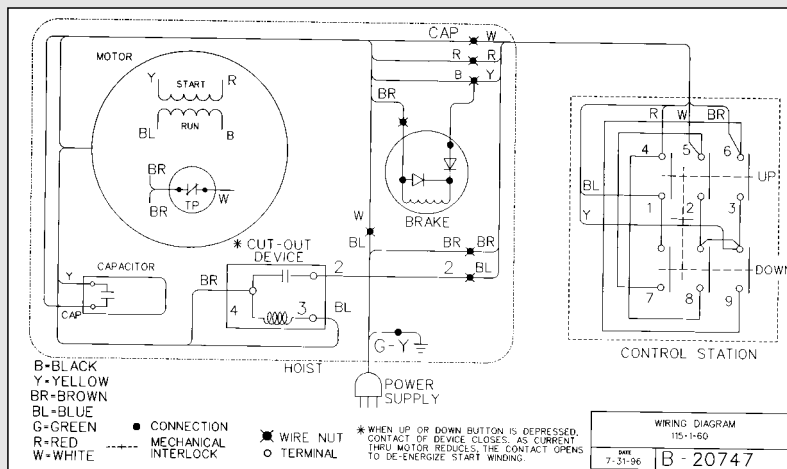 CAP W
MOTOR
R R
Y START R
B Y
BR
RUN
BL B
BR
W
TP
BR
BRAKE
W
BL
BR BR
* CUT-OUT
DEVICE
2 2 BL
CAPACITOR
BR
Y
4 3 BL
CAP
G-Y
HOIST
POWER
SUPPLY
R W BR
4 5 6
UP
BL
1 2 3
Y
DOWN
7 8 9
CONTROL STATION
B=BLACK
Y=YELLOW
BR=BROWN
BL=BLUE
G=GREEN
R=RED
W=WHITE
CONNECTION
MECHANICAL
INTERLOCK
WIRE NUT
TERMINAL
* WHEN UP OR DOWN BUTTON IS DEPRESSED,
CONTACT OF DEVICE CLOSES. AS CURRENT
THRU MOTOR REDUCES, THE CONTACT OPENS
TO DE-ENERGIZE START WINDING.
WIRING DIAGRAM
115-1-60
DATE
7-31-96
B - 20747